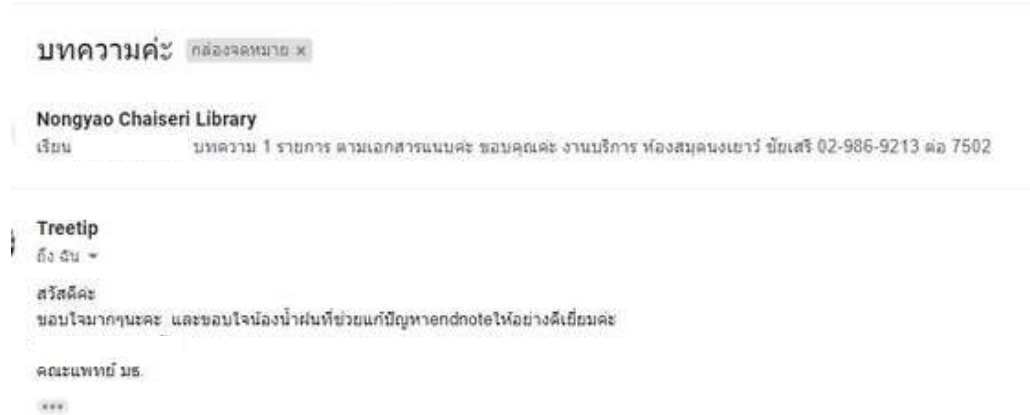 บทความค่ะ กล่องจดหมาย ×
Nongyao Chaiseri Library
เรียน บทความ 1 รายการ ตามเอกสารแนบค่ะ ขอบคุณค่ะ งานบริการ ห้องสมุดนงเยาว์ ชัยเสรี 02-986-9213 ต่อ 7502
Treetip
ถึง ฉัน
สวัสดีค่ะ
ขอบใจมากๆนะคะ และขอบใจน้องน้ำฝนที่ช่วยแก้ปัญหาendnoteให้อย่างดีเยี่ยมค่ะ
คณะแพทย์ มธ.